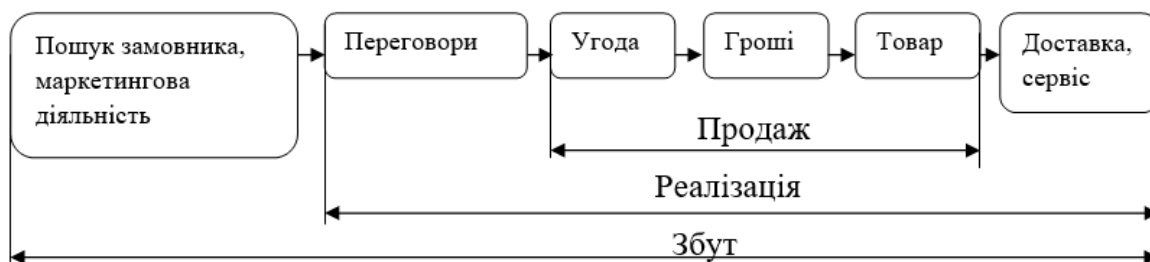 Пошук замовника,
маркетингова
діяльність
Переговори
Угода
Гроші
Товар
Доставка,
сервіс
Продаж
Реалізація
Збут